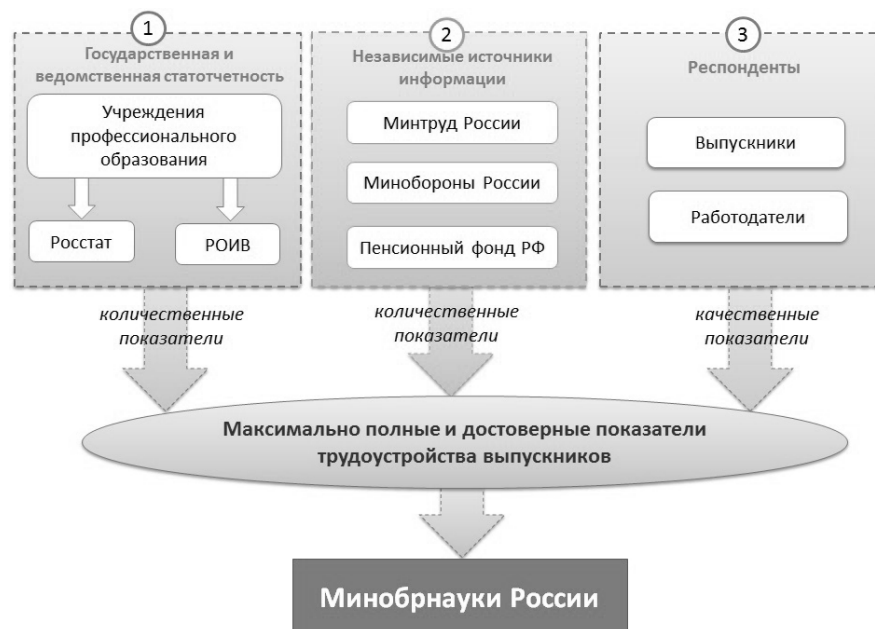 1
Государственная и
ведомственная статотчетность
Учреждения
профессионального
образования
Росстат
РОИВ
количественные
показатели
2
Независимые источники
информации
Минтруд России
Минобороны России
Пенсионный фонд РФ
количественные
показатели
3
Респонденты
Выпускники
Работодатели
качественные
показатели
Максимально полные и достоверные показатели
трудоустройства выпускников
Минобрнауки России